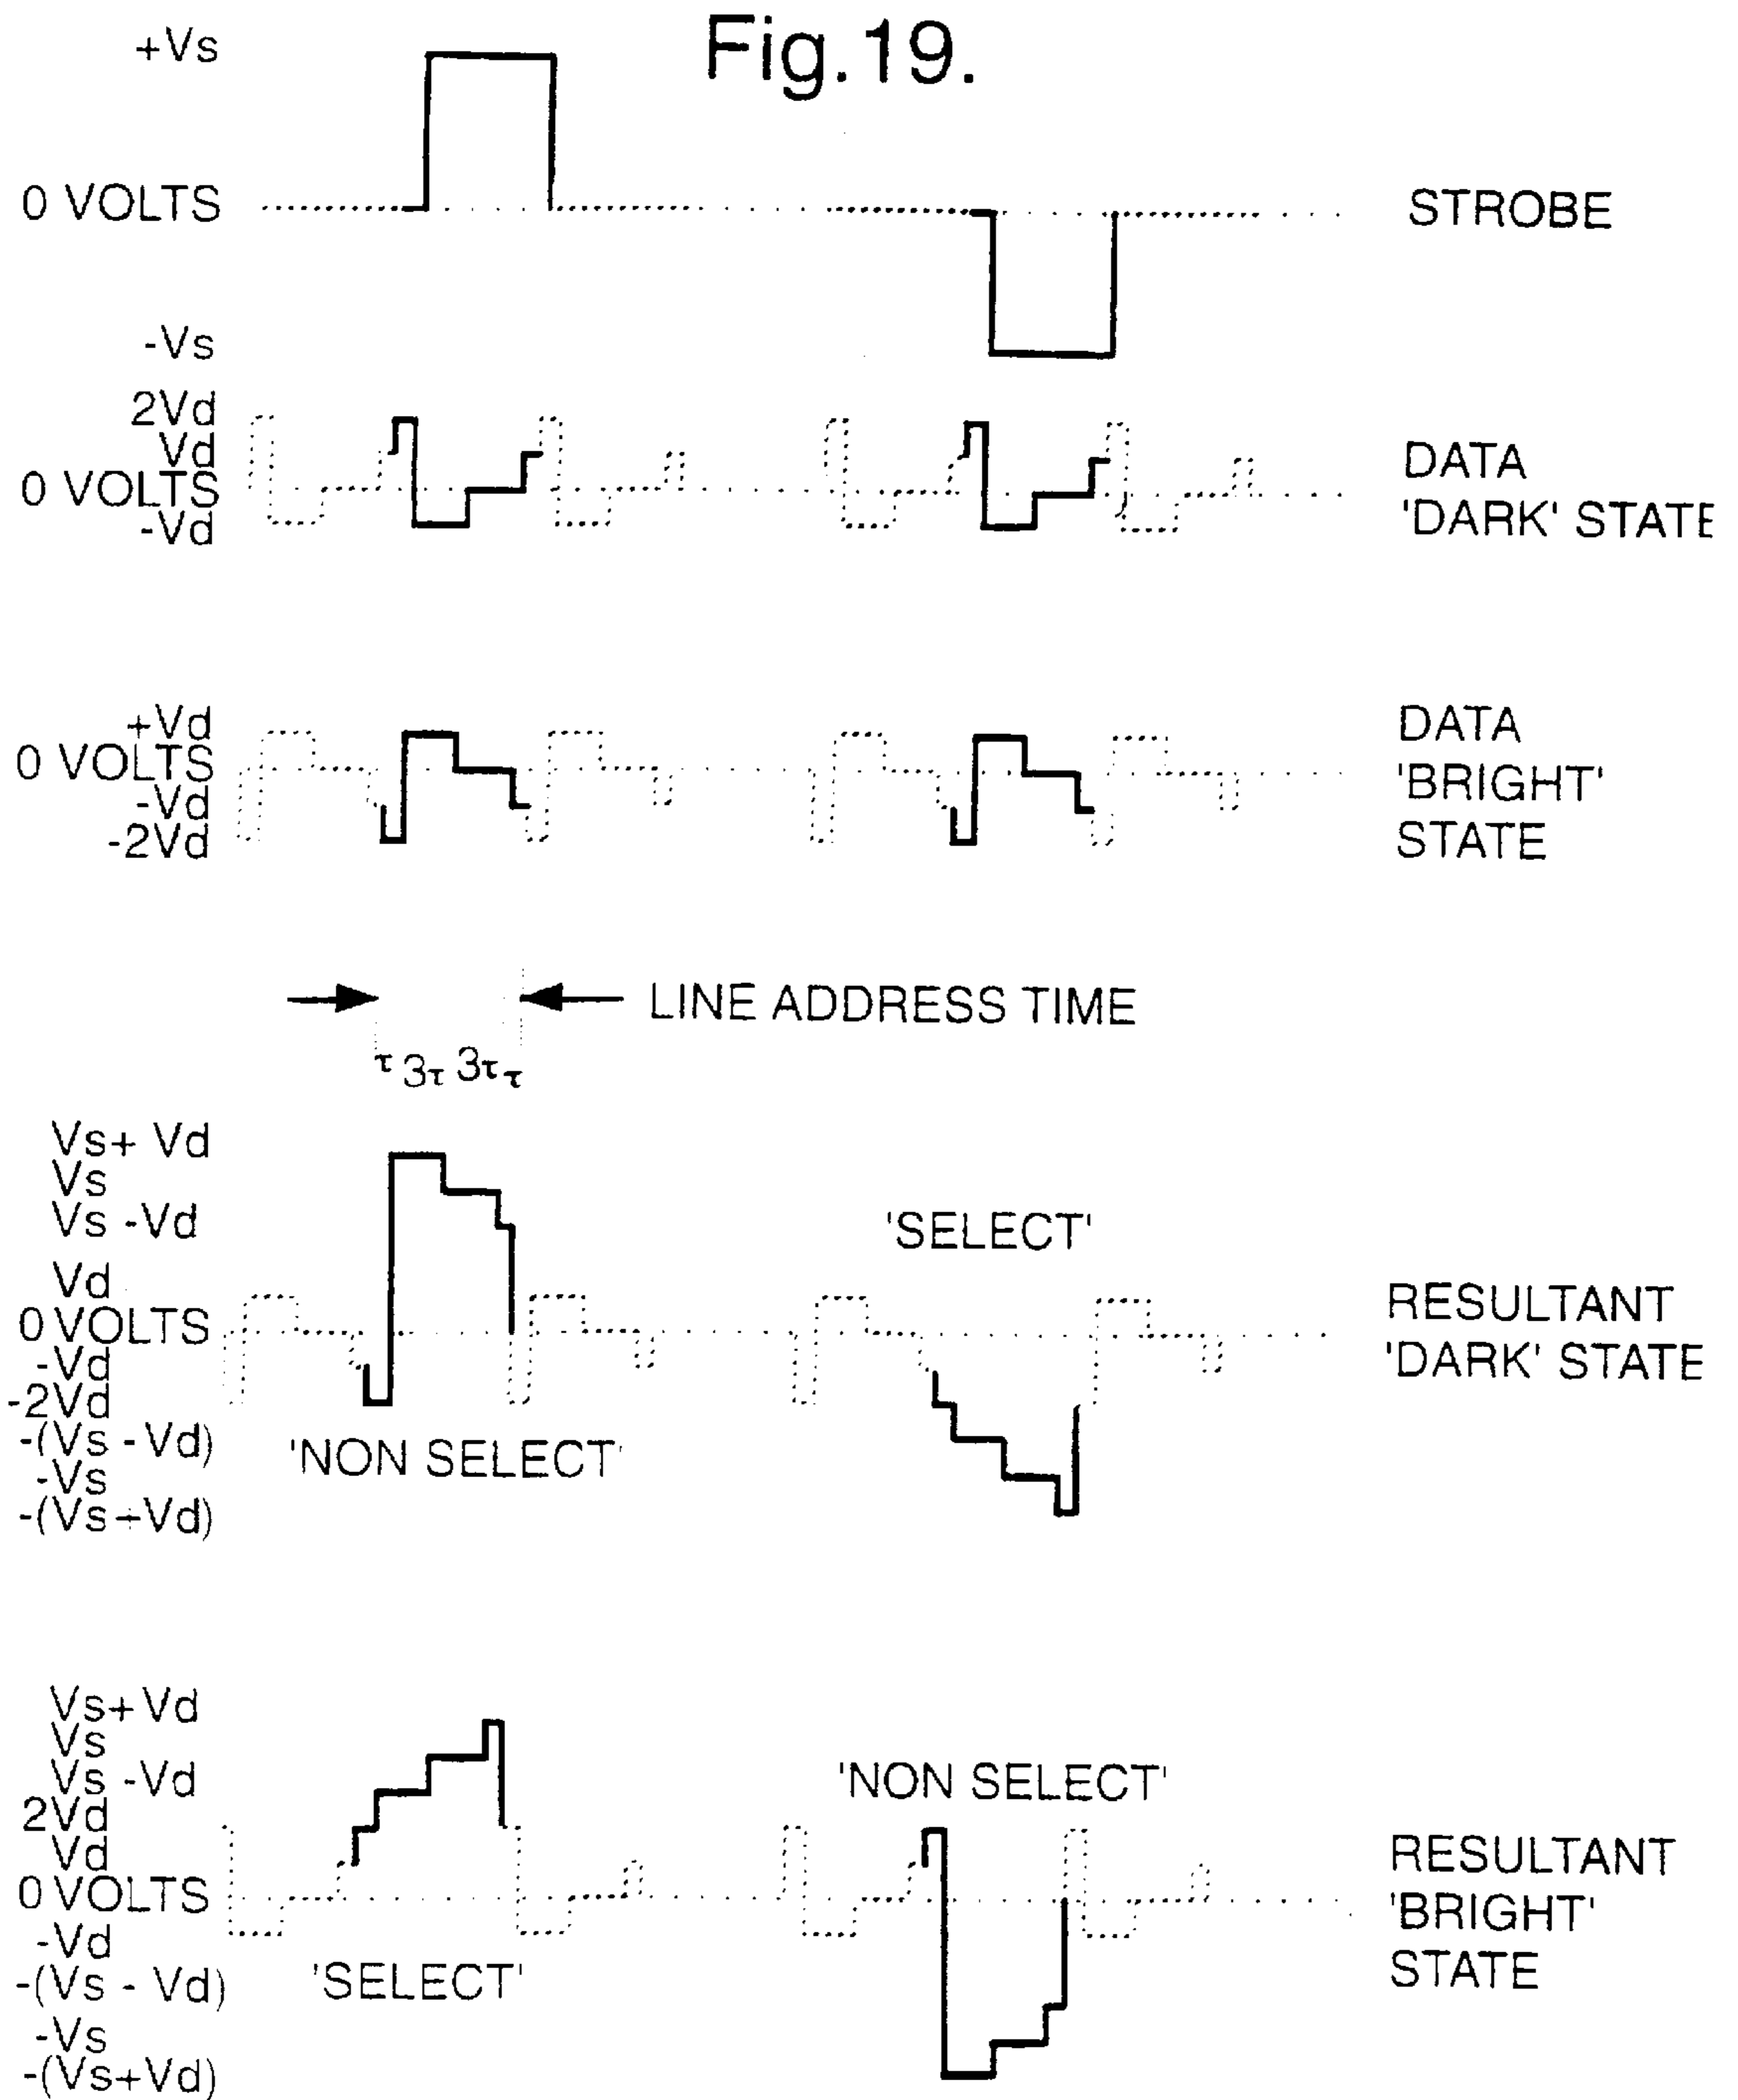 Fig.19.
+Vs
0 VOLTS
STROBE
-Vs
2Vd
Vd
0 VOLTS
-Vd
DATA
'DARK' STATE
+Vd
0 VOLTS
-Vd
-2Vd
DATA
'BRIGHT'
STATE
LINE ADDRESS TIME
τ 3τ 3τ τ
Vs+ Vd
Vs
Vs -Vd
'SELECT'
Vd
0 VOLTS
-Vd
-2Vd
-(Vs -Vd)
-Vs
-(Vs+Vd)
'NON SELECT'
RESULTANT
'DARK' STATE
Vs+Vd
Vs
Vs -Vd
2Vd
Vd
0 VOLTS
-Vd
-(Vs - Vd)
-Vs
-(Vs+Vd)
'SELECT'
'NON SELECT'
RESULTANT
'BRIGHT'
STATE